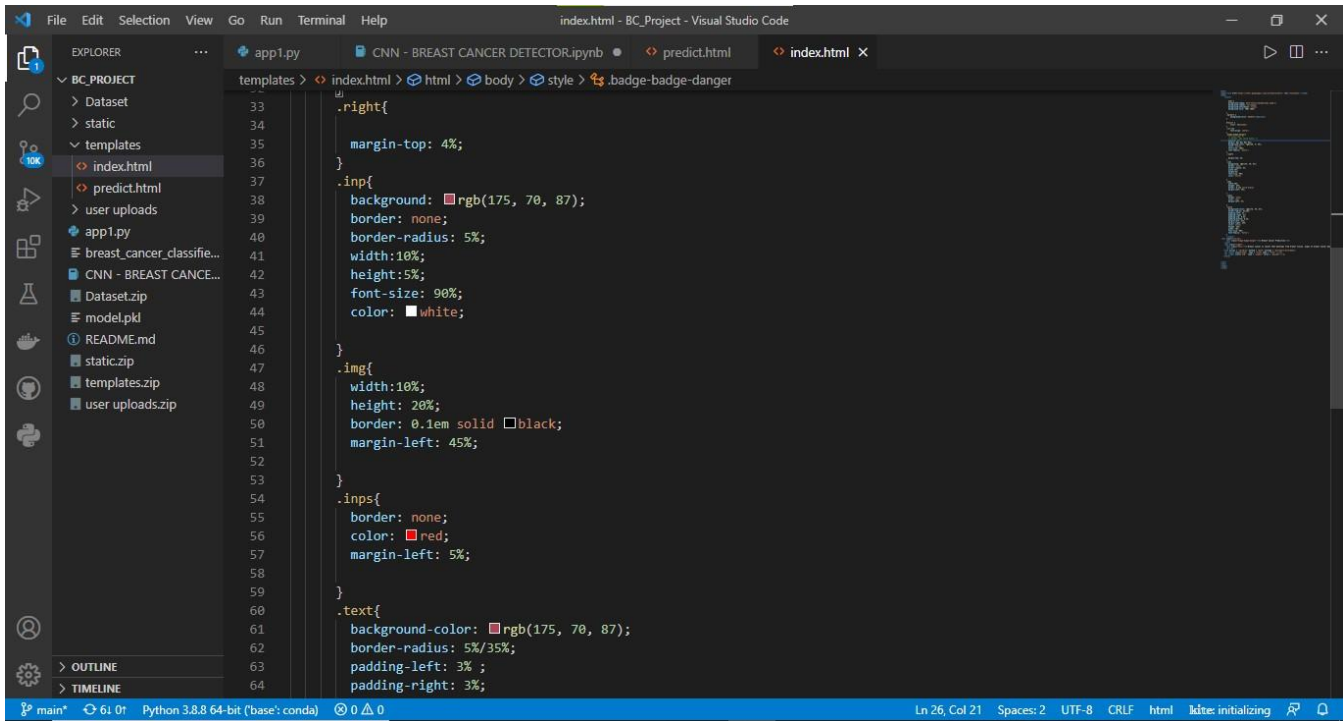 File Edit Selection View Go Run Terminal Help
index.html - BC_Project - Visual Studio Code
EXPLORER
app1.py
CNN - BREAST CANCER DETECTOR.ipynb
predict.html
index.html
templates > index.html > html > body > style > .badge-badge-danger
BC_PROJECT
> Dataset
> static
templates
index.html
predict.html
> user uploads
app1.py
breast_cancer_classifie...
CNN - BREAST CANCE...
Dataset.zip
model.pkl
README.md
static.zip
templates.zip
user uploads.zip
> OUTLINE
> TIMELINE
1
10K
33 .right{
34
35 margin-top: 4%;
36 }
37 .inp{
38 background: rgb(175, 70, 87);
39 border: none;
40 border-radius: 5%;
41 width:10%;
42 height:5%;
43 font-size: 90%;
44 color: white;
45
46 }
47 .img{
48 width:10%;
49 height: 20%;
50 border: 0.1em solid black;
51 margin-left: 45%;
52
53 }
54 .inps{
55 border: none;
56 color: red;
57 margin-left: 5%;
58
59 }
60 .text{
61 background-color: rgb(175, 70, 87);
62 border-radius: 5%/35%;
63 padding-left: 3% ;
64 padding-right: 3%;
main* 6↓ 0↑ Python 3.8.8 64-bit ('base': conda) 0 0
Ln 26, Col 21 Spaces: 2 UTF-8 CRLF html kite: initializing